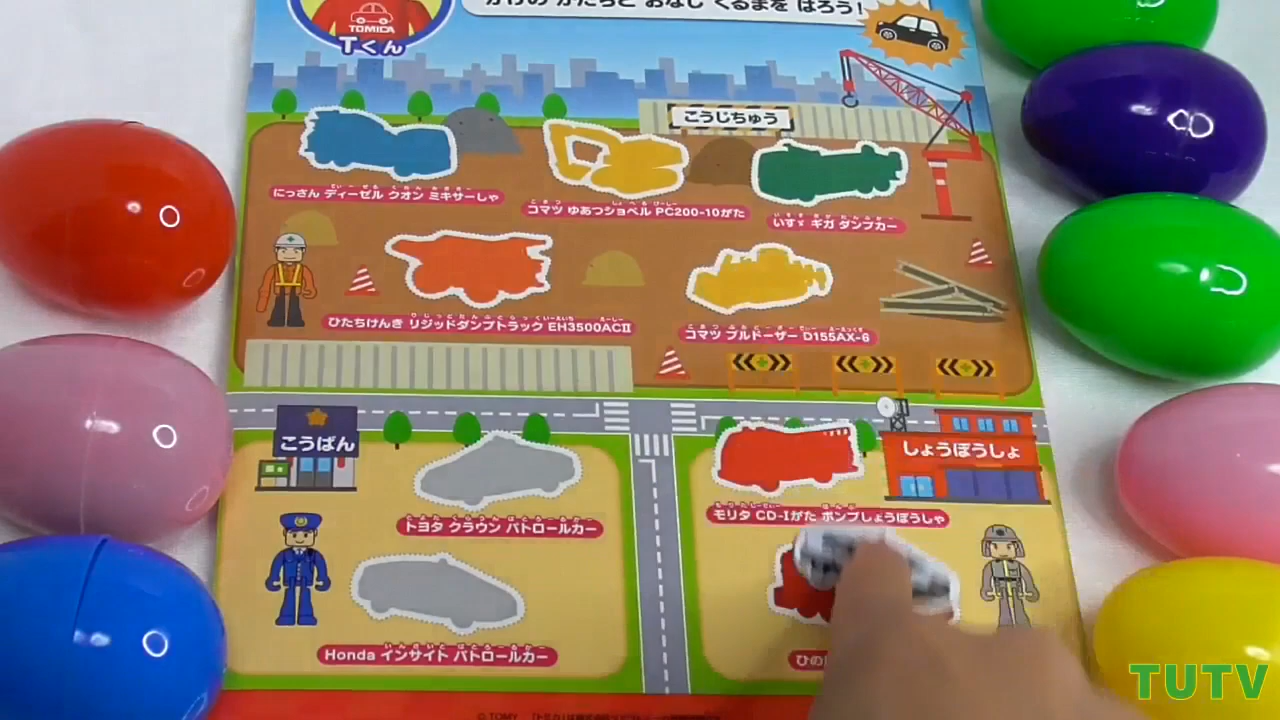 かげの かたちと おなじ くるまを はろう!
TOMICA
Tくん
こうじちゅう
にっさん ディーゼル クオン ミキサーしゃ
コマツ ゆあつショベル PC200-10がた
いすゞ ギガ ダンプカー
ひたちけんき リジッドダンプトラック EH3500ACⅡ
コマツ ブルドーザー D155AX-6
こうばん
しょうぼうしょ
トヨタ クラウン パトロールカー
モリタ CD-Iがた ポンプしょうぼうしゃ
Honda インサイト パトロールカー
ひの
© TOMY
TUTV